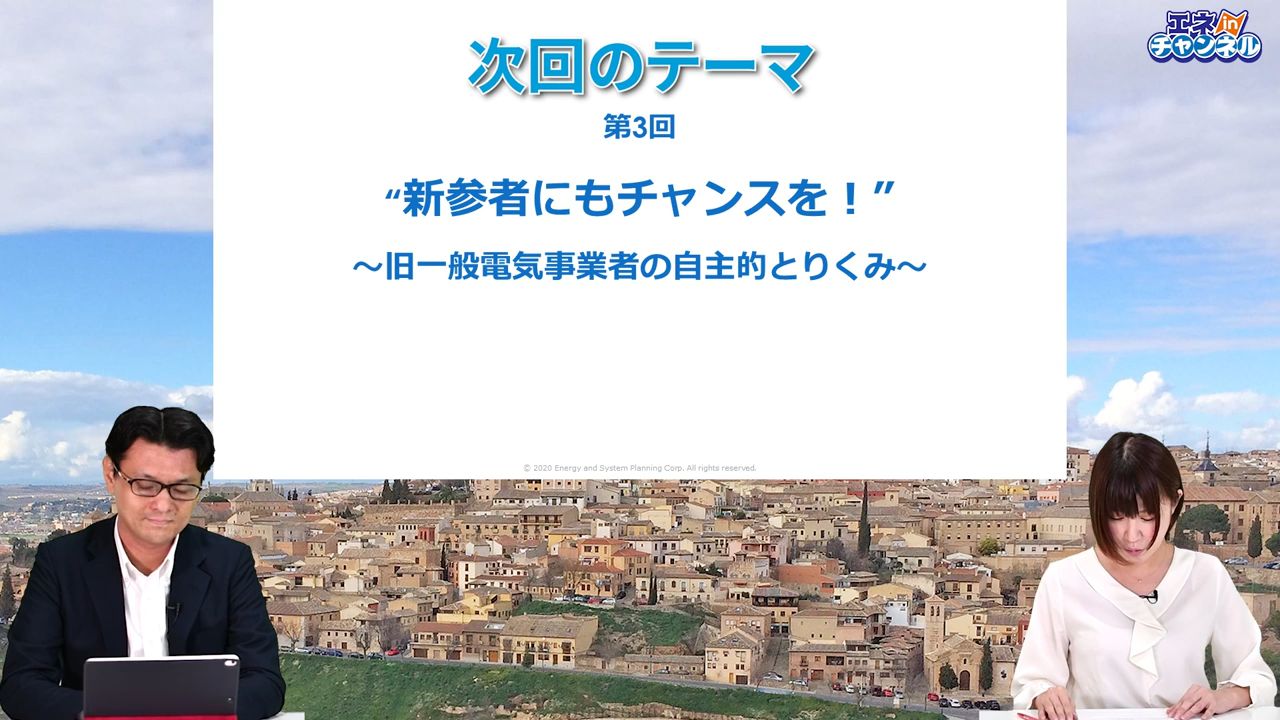 エネin
チャンネル
次回のテーマ
第3回
“新参者にもチャンスを！”
～旧一般電気事業者の自主的とりくみ～
© 2020 Energy and System Planning Corp. All rights reserved.